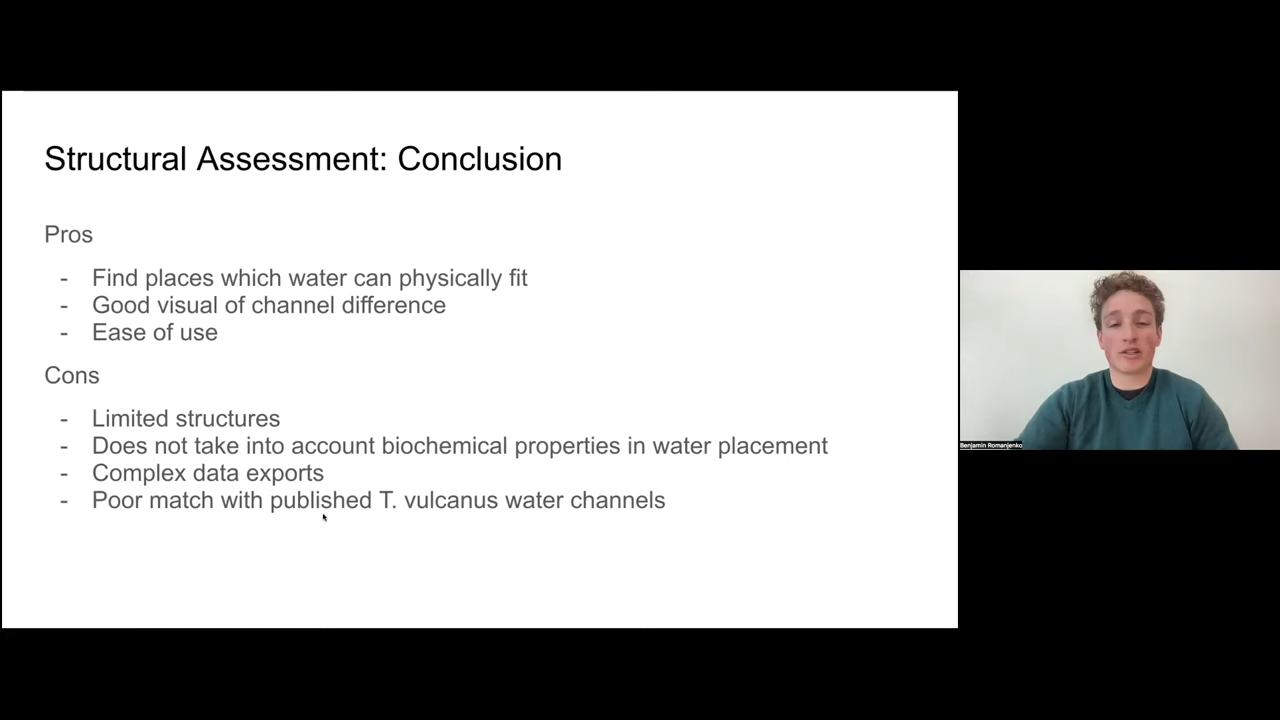 Structural Assessment: Conclusion
Pros
- Find places which water can physically fit
- Good visual of channel difference
- Ease of use
Cons
- Limited structures
- Does not take into account biochemical properties in water placement
- Complex data exports
- Poor match with published T. vulcanus water channels
Benjamin Romanjenko